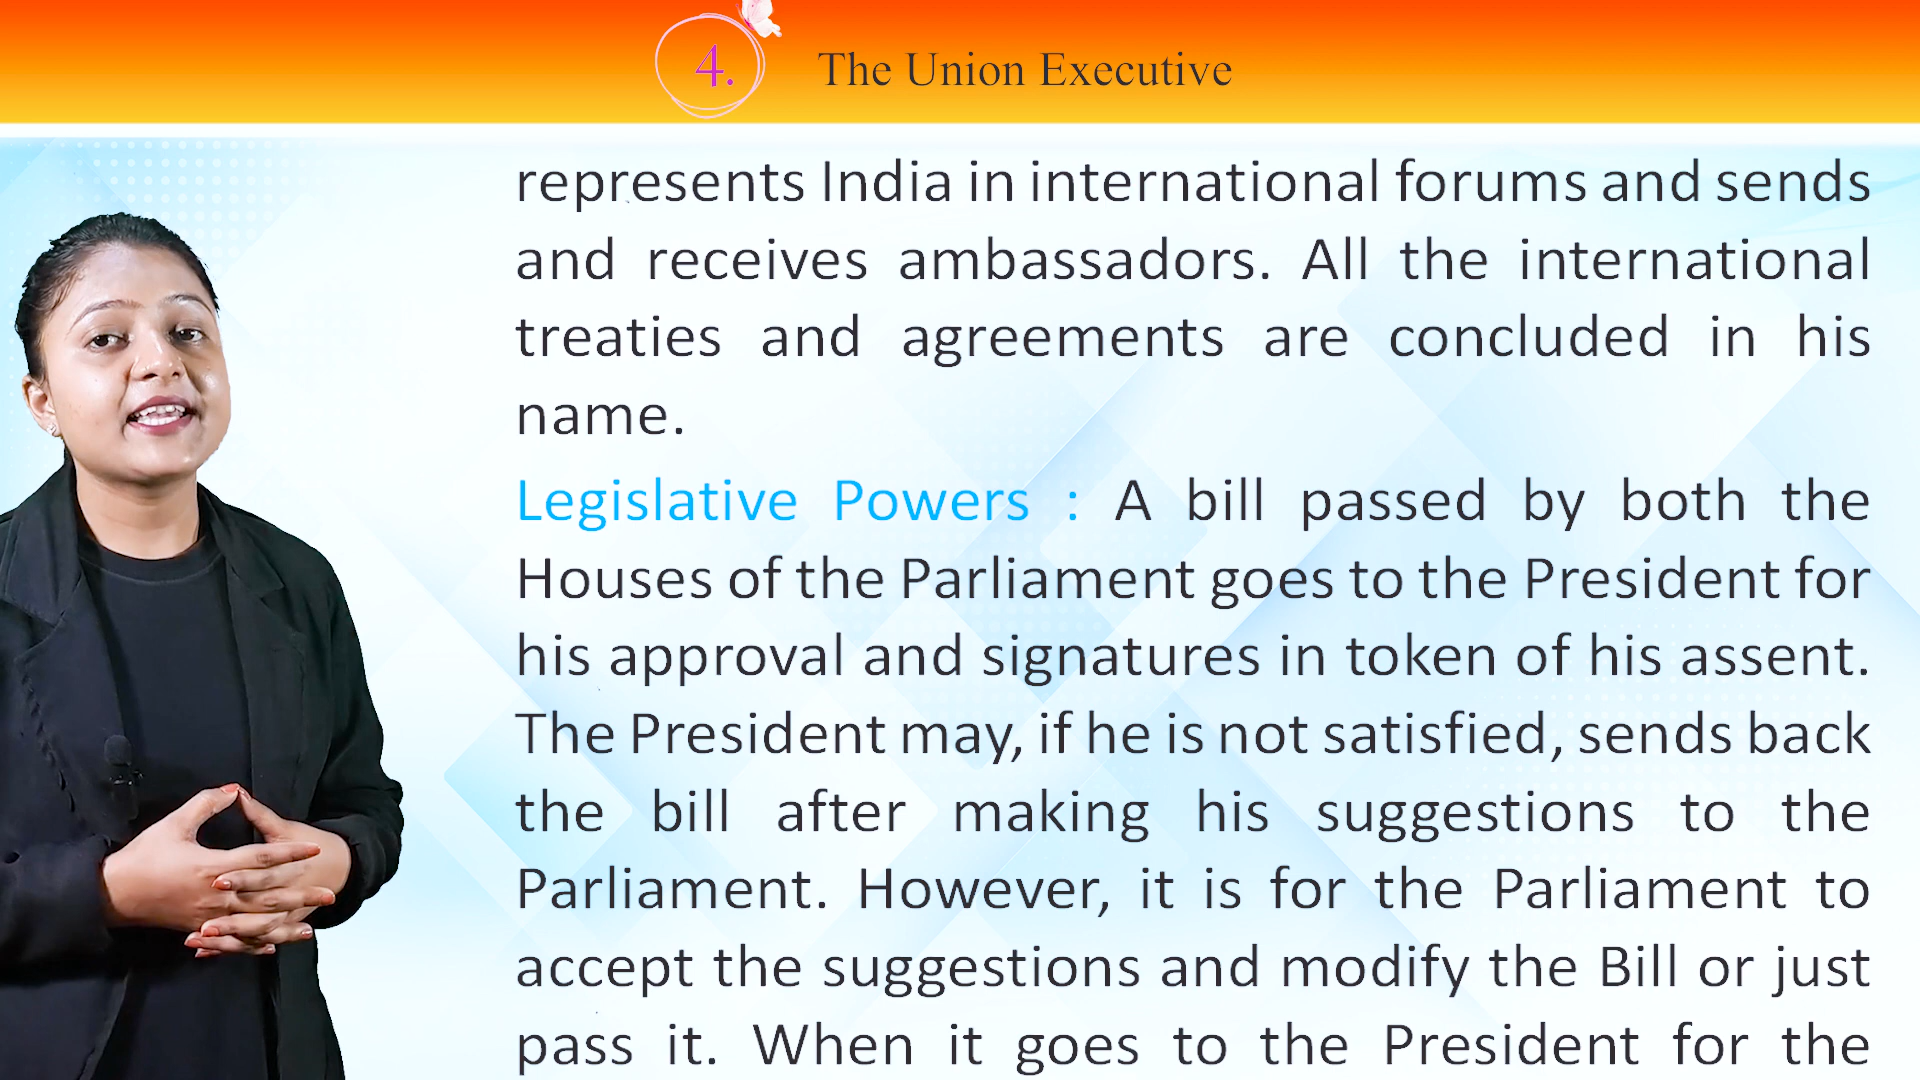 4. The Union Executive
represents India in international forums and sends
and receives ambassadors. All the international
treaties and agreements are concluded in his
name.
Legislative Powers : A bill passed by both the
Houses of the Parliament goes to the President for
his approval and signatures in token of his assent.
The President may, if he is not satisfied, sends back
the bill after making his suggestions to the
Parliament. However, it is for the Parliament to
accept the suggestions and modify the Bill or just
pass it. When it goes to the President for the